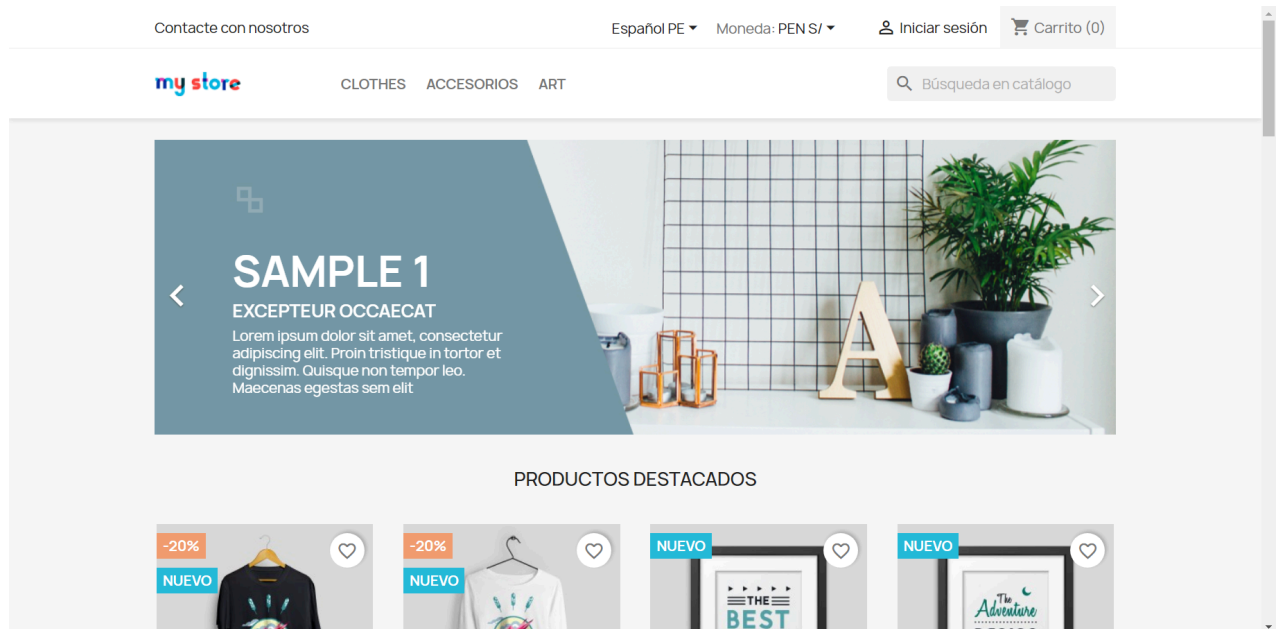 Contacte con nosotros
Español PE Moneda: PEN S/ Iniciar sesión Carrito (0)
my store
CLOTHES ACCESORIOS ART
Búsqueda en catálogo
SAMPLE 1
EXCEPTEUR OCCAECAT
Lorem ipsum dolor sit amet, consectetur
adipiscing elit. Proin tristique in tortor et
dignissim. Quisque non tempor leo.
Maecenas egestas sem elit
A
PRODUCTOS DESTACADOS
-20%
NUEVO
-20%
NUEVO
NUEVO
THE
BEST
NUEVO
The
Adventure